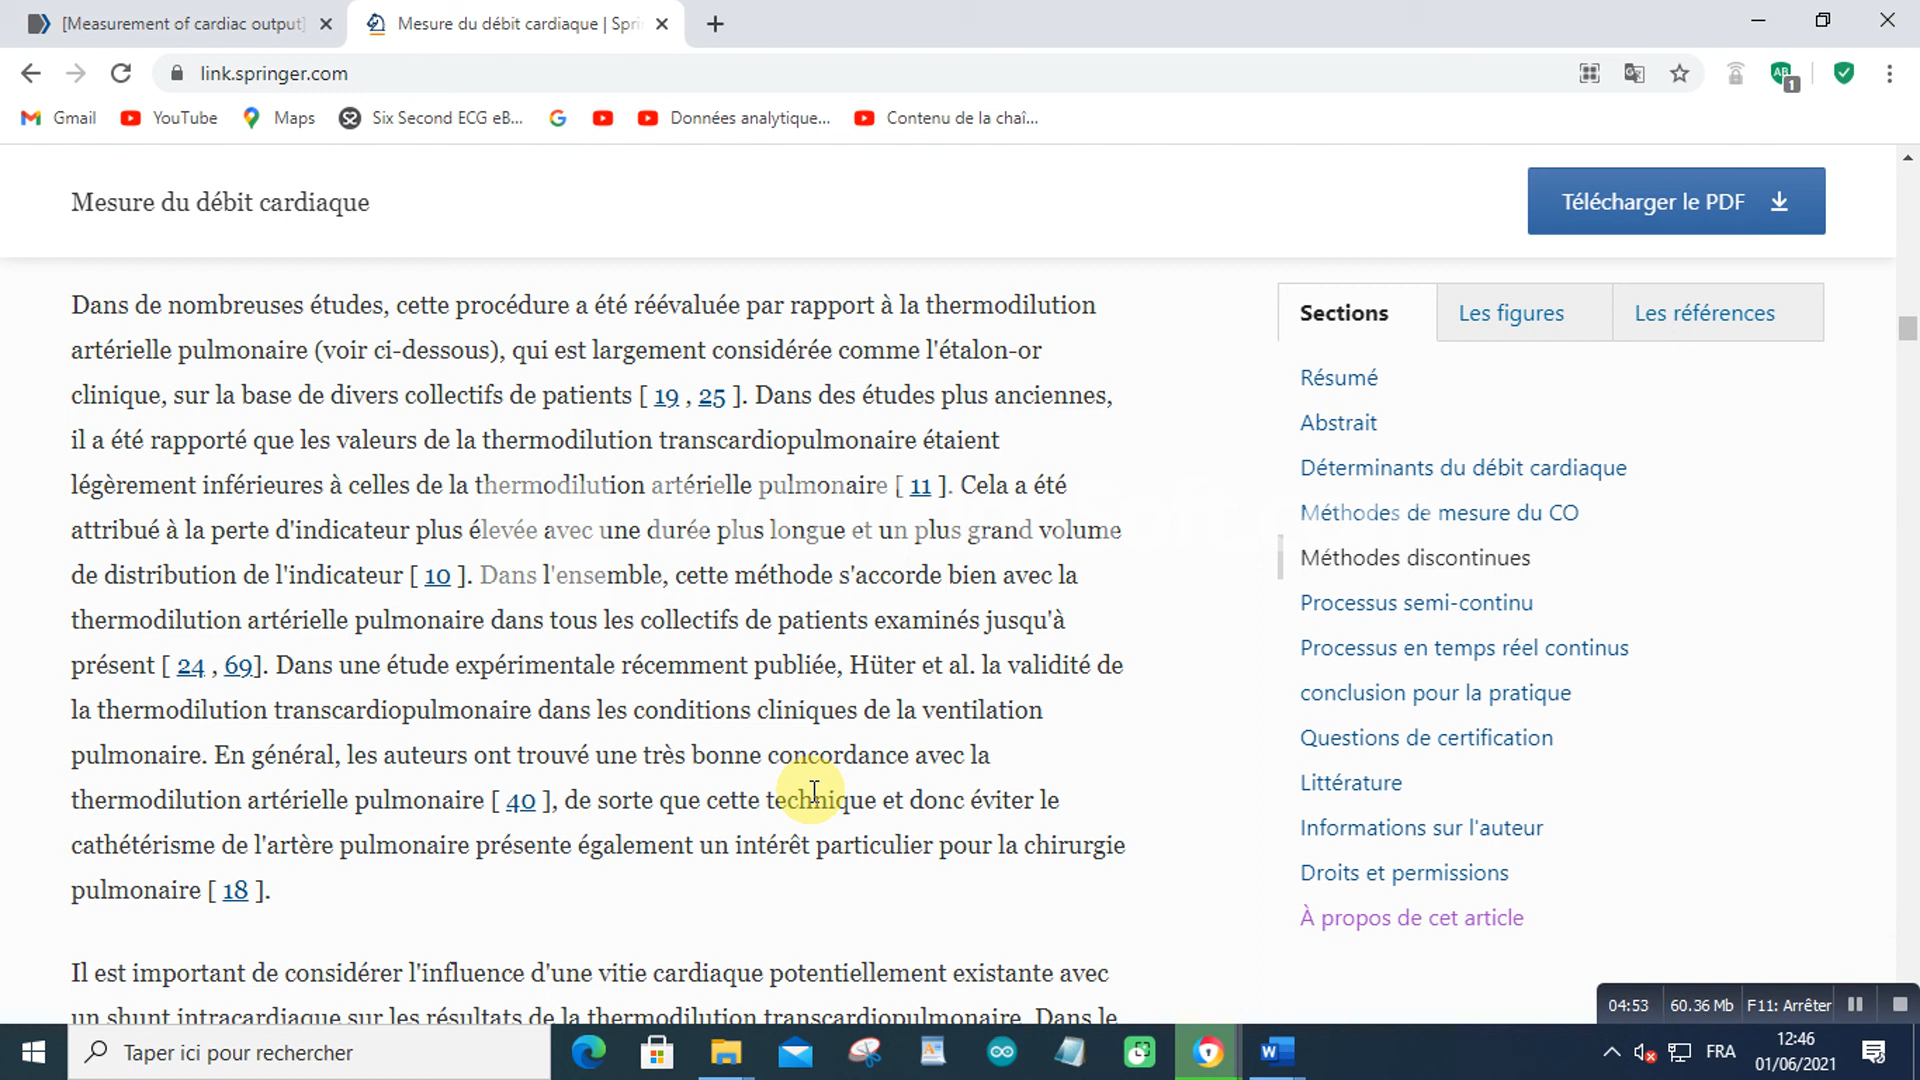 [Measurement of cardiac output]
Mesure du débit cardiaque | Spri
link.springer.com
Gmail
YouTube
Maps
Six Second ECG eB...
Données analytique...
Contenu de la chaî...
Mesure du débit cardiaque
Télécharger le PDF
Dans de nombreuses études, cette procédure a été réévaluée par rapport à la thermodilution
artérielle pulmonaire (voir ci-dessous), qui est largement considérée comme l'étalon-or
clinique, sur la base de divers collectifs de patients [ 19 , 25 ]. Dans des études plus anciennes,
il a été rapporté que les valeurs de la thermodilution transcardiopulmonaire étaient
légèrement inférieures à celles de la thermodilution artérielle pulmonaire [ 11 ]. Cela a été
attribué à la perte d'indicateur plus élevée avec une durée plus longue et un plus grand volume
de distribution de l'indicateur [ 10 ]. Dans l'ensemble, cette méthode s'accorde bien avec la
thermodilution artérielle pulmonaire dans tous les collectifs de patients examinés jusqu'à
présent [ 24 , 69]. Dans une étude expérimentale récemment publiée, Hüter et al. la validité de
la thermodilution transcardiopulmonaire dans les conditions cliniques de la ventilation
pulmonaire. En général, les auteurs ont trouvé une très bonne concordance avec la
thermodilution artérielle pulmonaire [ 40 ], de sorte que cette technique et donc éviter le
cathétérisme de l'artère pulmonaire présente également un intérêt particulier pour la chirurgie
pulmonaire [ 18 ].
Il est important de considérer l'influence d'une vitie cardiaque potentiellement existante avec
un shunt intracardiaque sur les résultats de la thermodilution transcardiopulmonaire. Dans le
Sections
Les figures
Les références
Résumé
Abstrait
Déterminants du débit cardiaque
Méthodes de mesure du CO
Méthodes discontinues
Processus semi-continu
Processus en temps réel continus
conclusion pour la pratique
Questions de certification
Littérature
Informations sur l'auteur
Droits et permissions
À propos de cet article
04:53
60.36 Mb
F11: Arrêter
Taper ici pour rechercher
FRA
12:46
01/06/2021